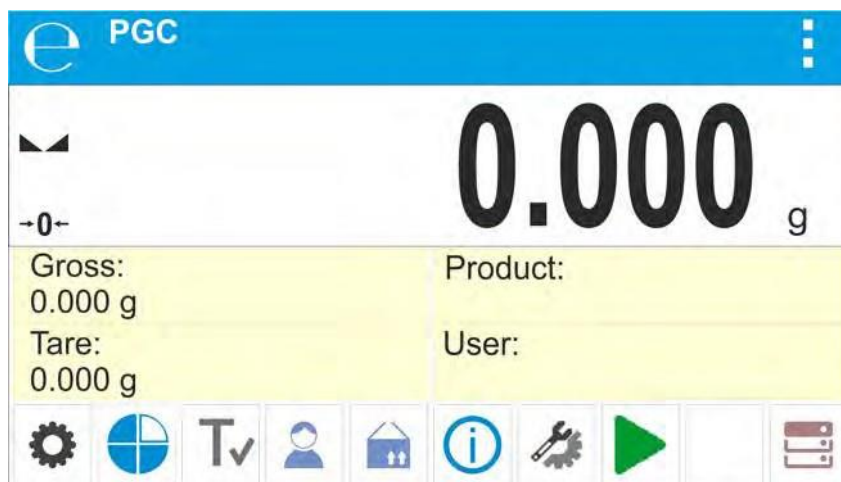 ℮ PGC
0.000 g
→0←
Gross:
0.000 g
Product:
Tare:
0.000 g
User:
T
i